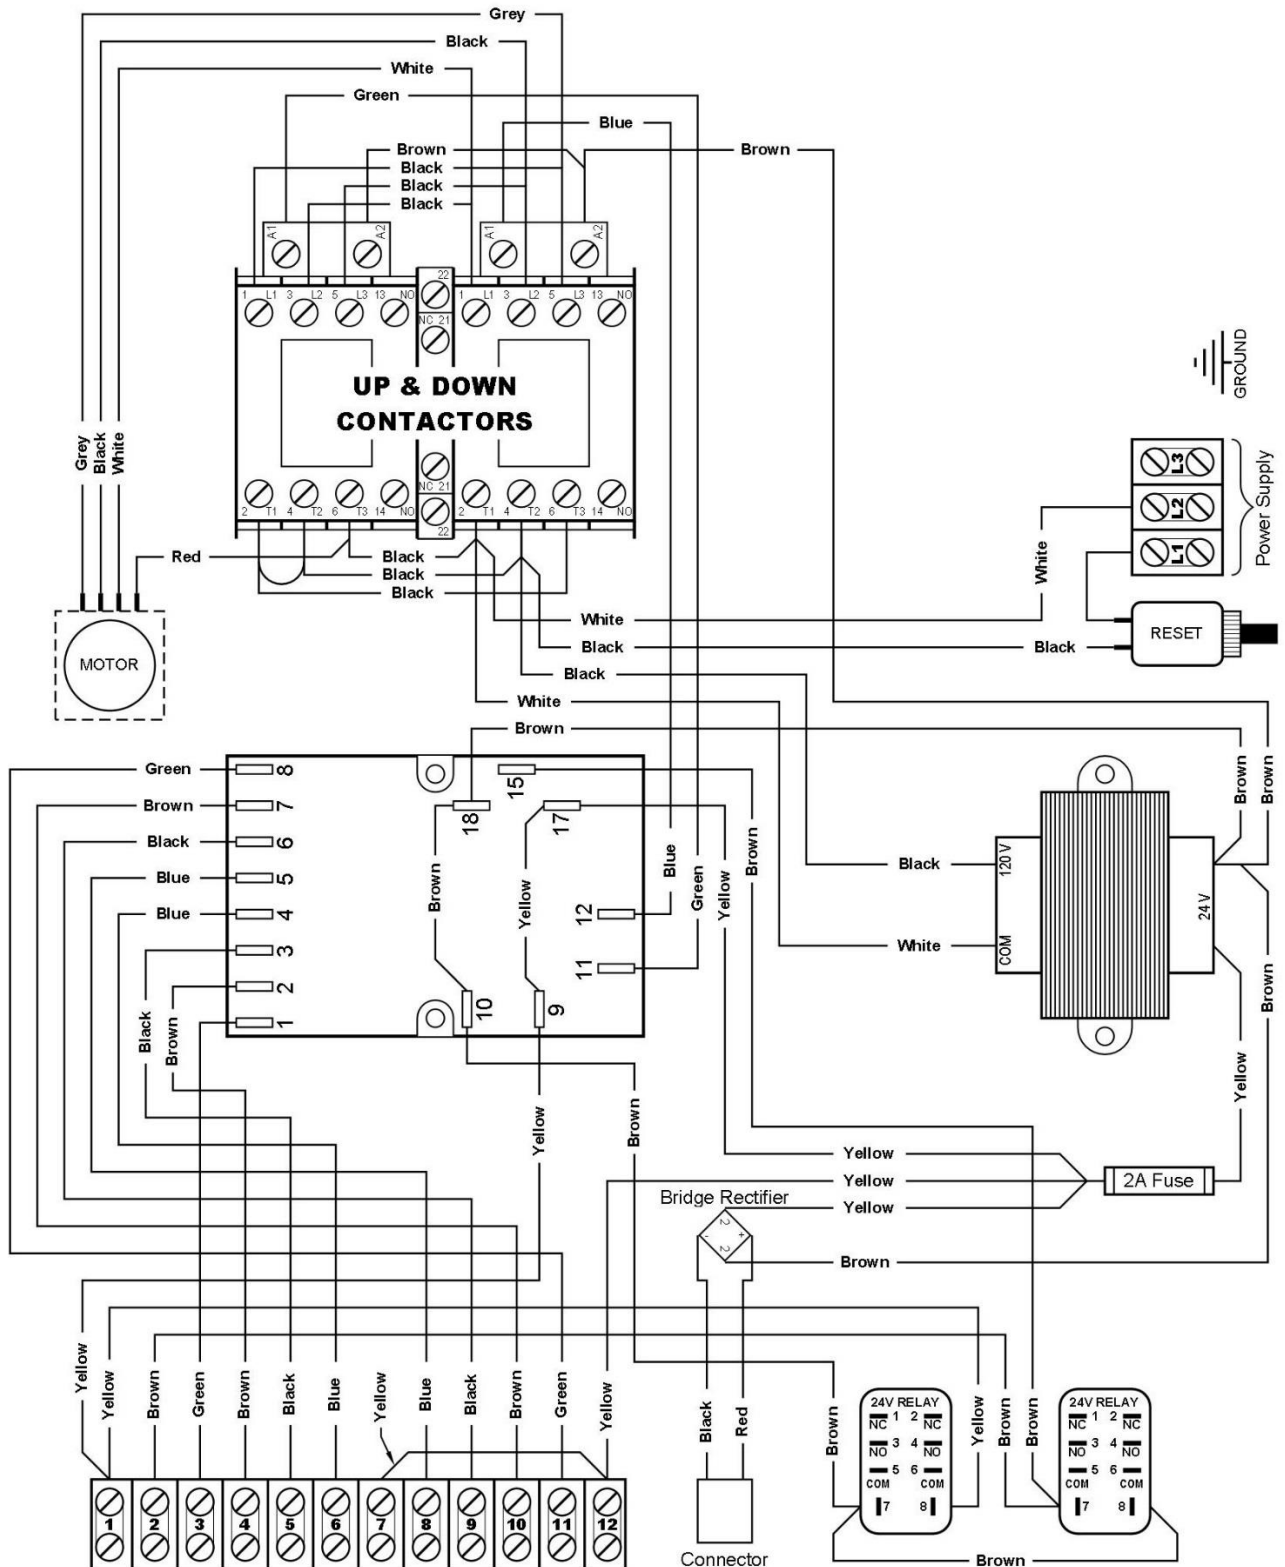 Grey
Black
White
Green
Blue
Brown
Brown
Black
Black
Black
A1
A2
A1
A2
22
1 L1 3 L2 5 L3 13 NO
NC 21
1 L1 3 L2 5 L3 13 NO
UP & DOWN
CONTACTORS
NC 21
2 T1 4 T2 6 T3 14 NO
22
2 T1 4 T2 6 T3 14 NO
GROUND
L3
L2
L1
Power Supply
Grey
Black
White
Red
Black
Black
Black
White
White
Black
Black
RESET
MOTOR
Black
White
Brown
Green
Brown
Black
Blue
Blue
8
7
6
5
4
3
2
1
15
18
17
12
11
10
9
Brown
Yellow
Blue
Green
Yellow
Brown
Black
White
120 V
COM
24 V
Brown
Brown
Brown
Yellow
Black
Brown
Yellow
Brown
Yellow
Yellow
Yellow
2A Fuse
Bridge Rectifier
2
- +
2
Brown
Yellow
Yellow
Brown
Green
Brown
Black
Blue
Yellow
Blue
Black
Brown
Green
Yellow
Black
Red
Brown
Yellow
Brown
Brown
24V RELAY
1 2
NC NC
3 4
NO NO
5 6
COM COM
7 8
24V RELAY
1 2
NC NC
3 4
NO NO
5 6
COM COM
7 8
1 2 3 4 5 6 7 8 9 10 11 12
Connector
Brown